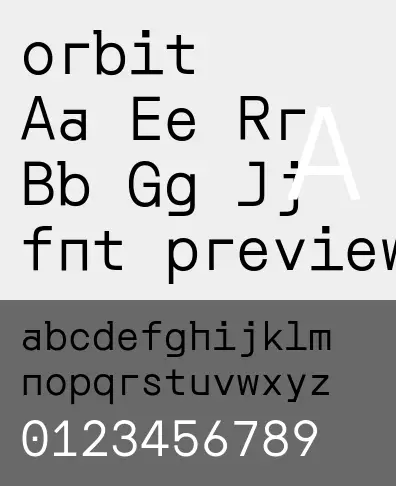 orbit
Aa Ee Rr
A
Bb Gg Jj
fnt preview
abcdefghijklm
nopqrstuvwxyz
0123456789